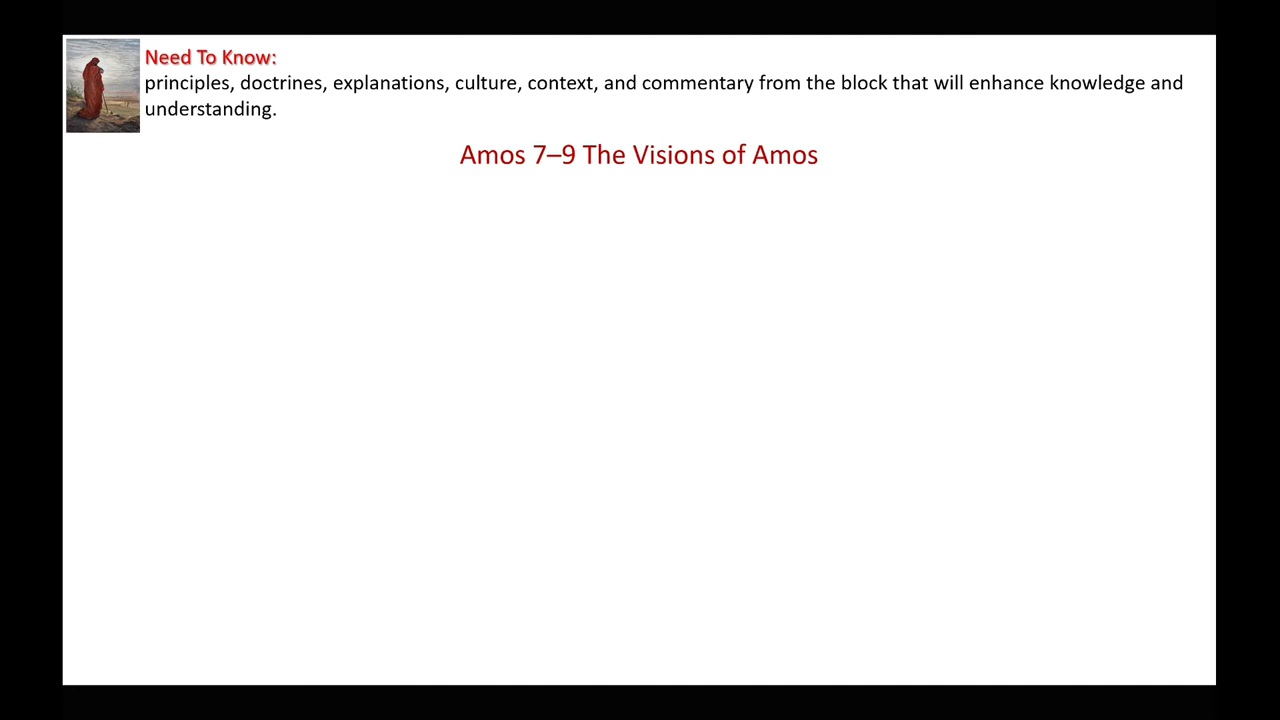 Need To Know:
principles, doctrines, explanations, culture, context, and commentary from the block that will enhance knowledge and
understanding.
Amos 7–9 The Visions of Amos